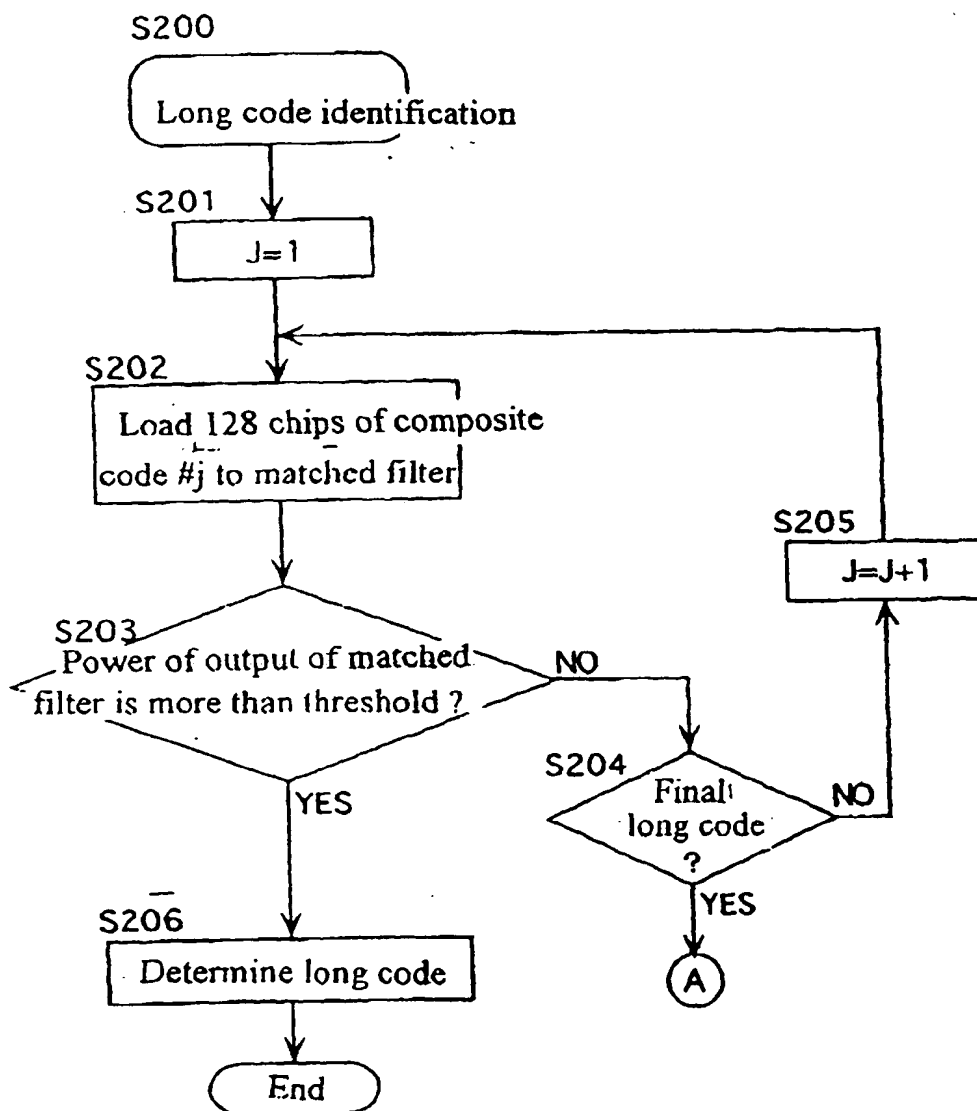 S200
Long code identification
S201
J=1
S202
Load 128 chips of composite
code #j to matched filter
S203
Power of output of matched
filter is more than threshold ?
NO
YES
S204
Final
long code
?
NO
YES
S205
J=J+1
S206
Determine long code
A
End